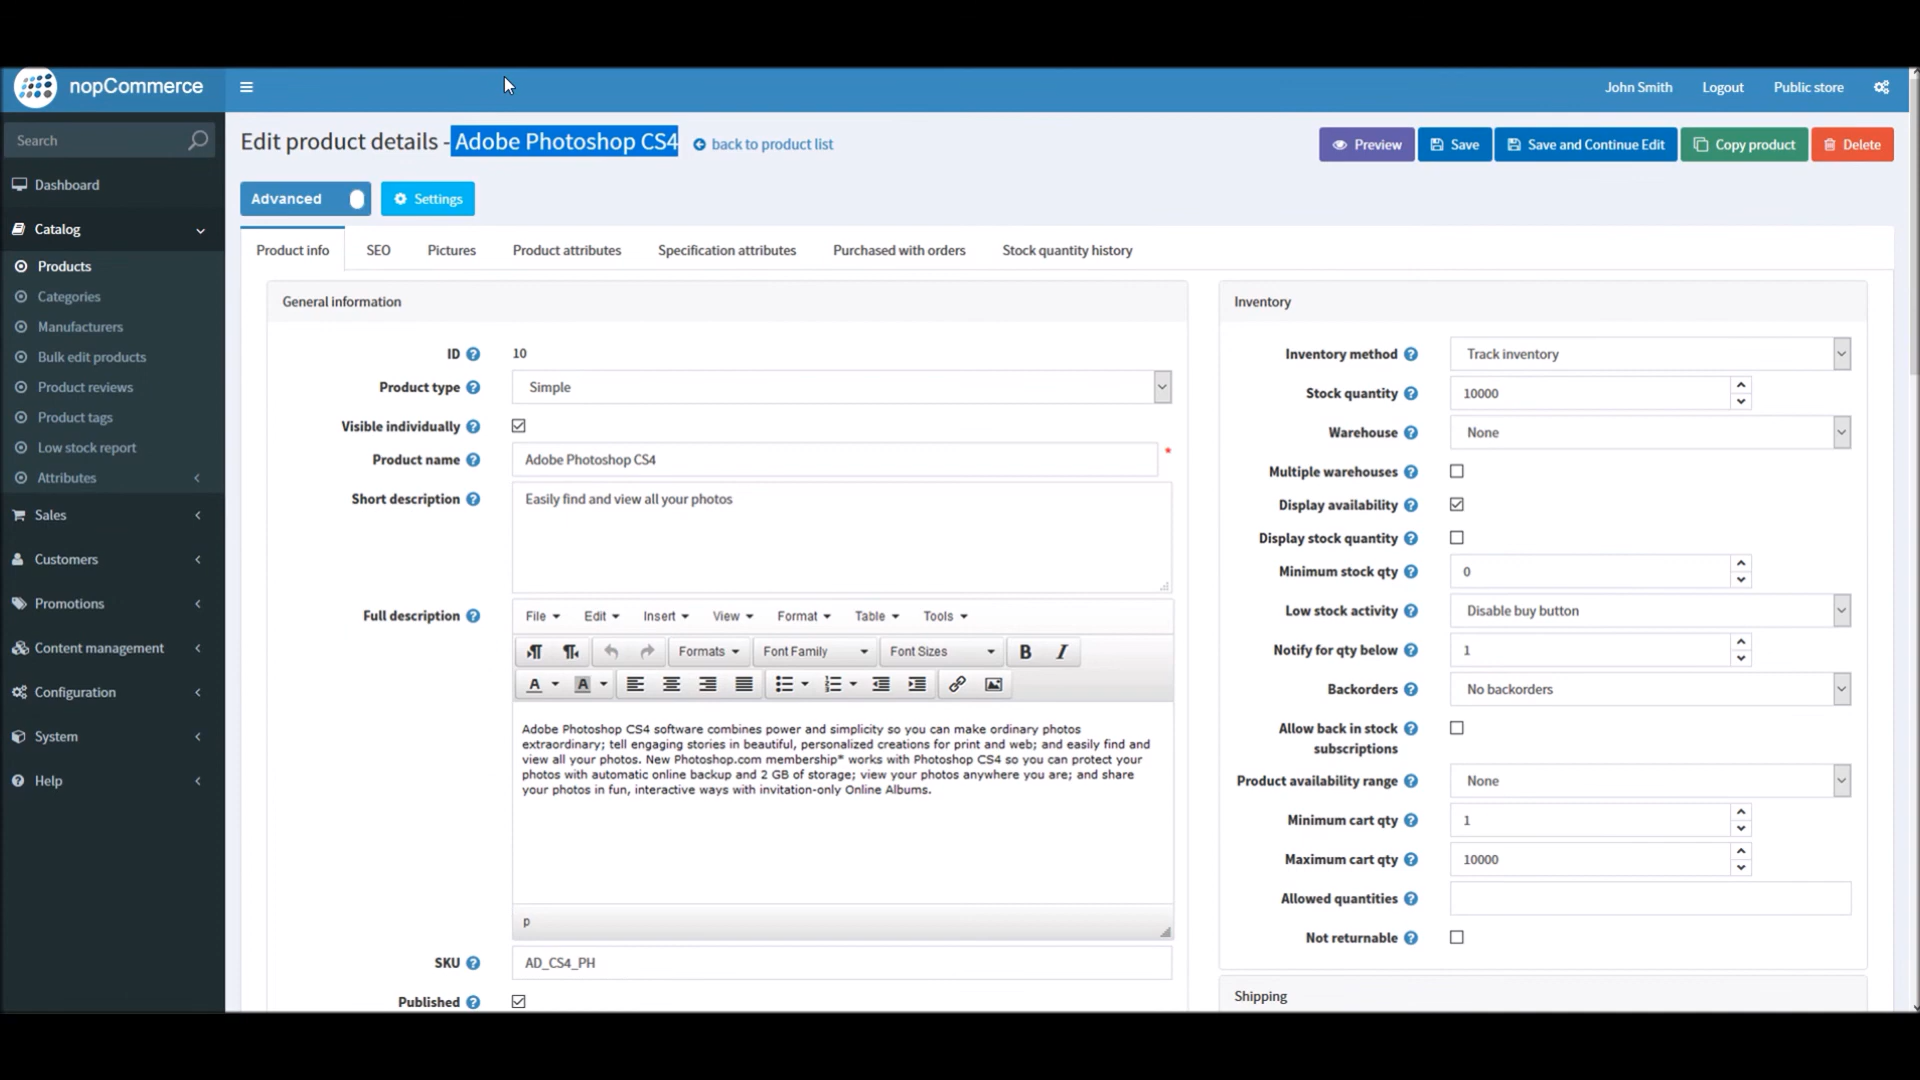 nopCommerce
John Smith
Logout
Public store
Search
Edit product details - Adobe Photoshop CS4
back to product list
Preview
Save
Save and Continue Edit
Copy product
Delete
Dashboard
Advanced
Settings
Catalog
Products
Categories
Manufacturers
Bulk edit products
Product reviews
Product tags
Low stock report
Attributes
Sales
Customers
Promotions
Content management
Configuration
System
Help
Product info
SEO
Pictures
Product attributes
Specification attributes
Purchased with orders
Stock quantity history
General information
ID
10
Product type
Simple
Visible individually
Product name
Adobe Photoshop CS4
*
Short description
Easily find and view all your photos
Full description
File
Edit
Insert
View
Format
Table
Tools
Formats
Font Family
Font Sizes
B
I
A
A
Adobe Photoshop CS4 software combines power and simplicity so you can make ordinary photos
extraordinary; tell engaging stories in beautiful, personalized creations for print and web; and easily find and
view all your photos. New Photoshop.com membership* works with Photoshop CS4 so you can protect your
photos with automatic online backup and 2 GB of storage; view your photos anywhere you are; and share
your photos in fun, interactive ways with invitation-only Online Albums.
p
SKU
AD_CS4_PH
Published
Inventory
Inventory method
Track inventory
Stock quantity
10000
Warehouse
None
Multiple warehouses
Display availability
Display stock quantity
Minimum stock qty
0
Low stock activity
Disable buy button
Notify for qty below
1
Backorders
No backorders
Allow back in stock
subscriptions
Product availability range
None
Minimum cart qty
1
Maximum cart qty
10000
Allowed quantities
Not returnable
Shipping